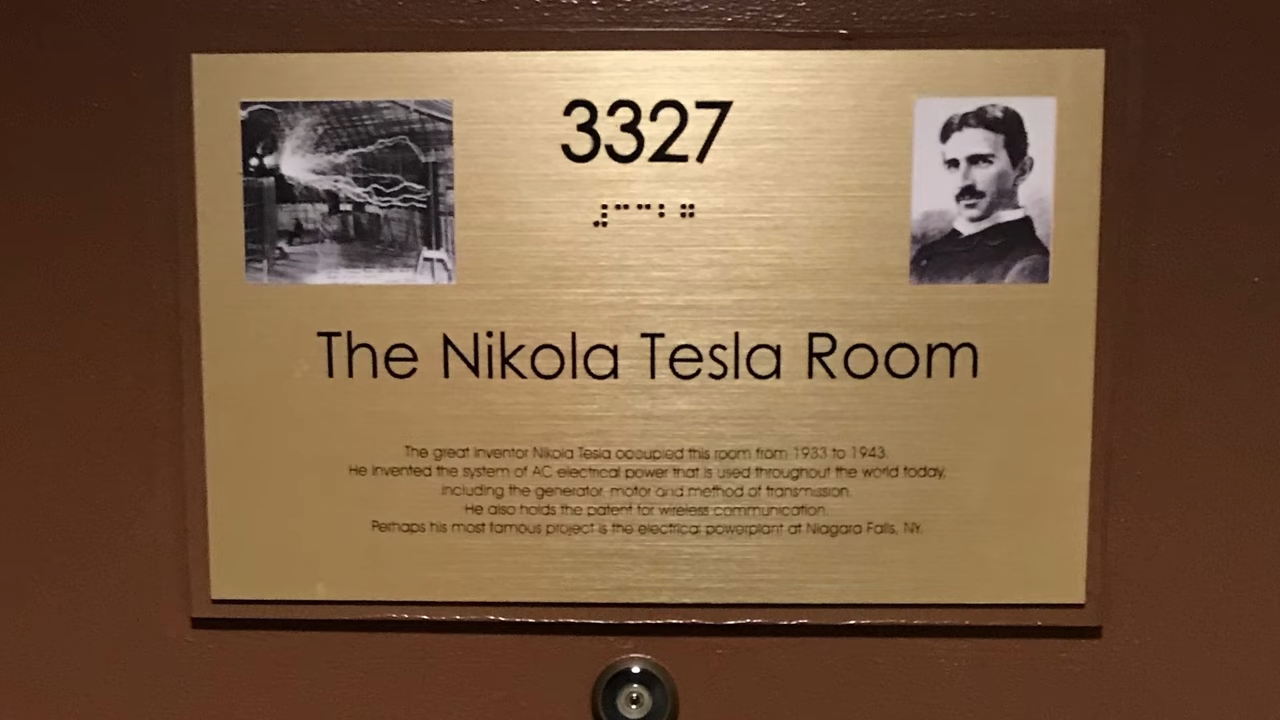 3327
⠼⠉⠉⠃⠛
The Nikola Tesla Room
The great inventor Nikola Tesla occupied this room from 1933 to 1943.
He invented the system of AC electrical power that is used throughout the world today,
including the generator, motor and method of transmission.
He also holds the patent for wireless communication.
Perhaps his most famous project is the electrical powerplant at Niagara Falls, NY.